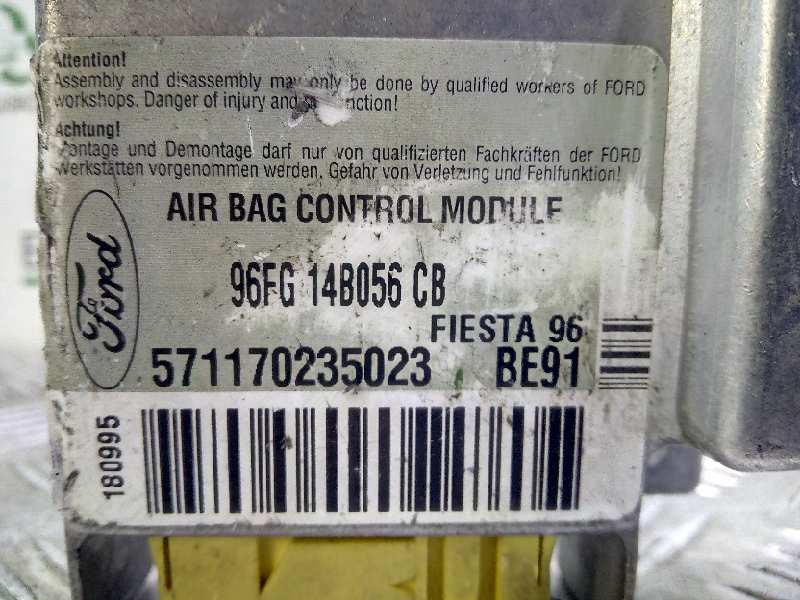 Attention!
Assembly and disassembly may only be done by qualified workers of FORD
workshops. Danger of injury and !
Achtung!
Montage und Demontage darf nur von qualifizierten Fachkräften der FORD
Werkstätten vorgenommen werden. Gefahr von Verletzung und Fehlfunktion!
AIR BAG CONTROL MODULE
Ford
96FG 14B056 CB
FIESTA 96
571170235023 BE91
180995